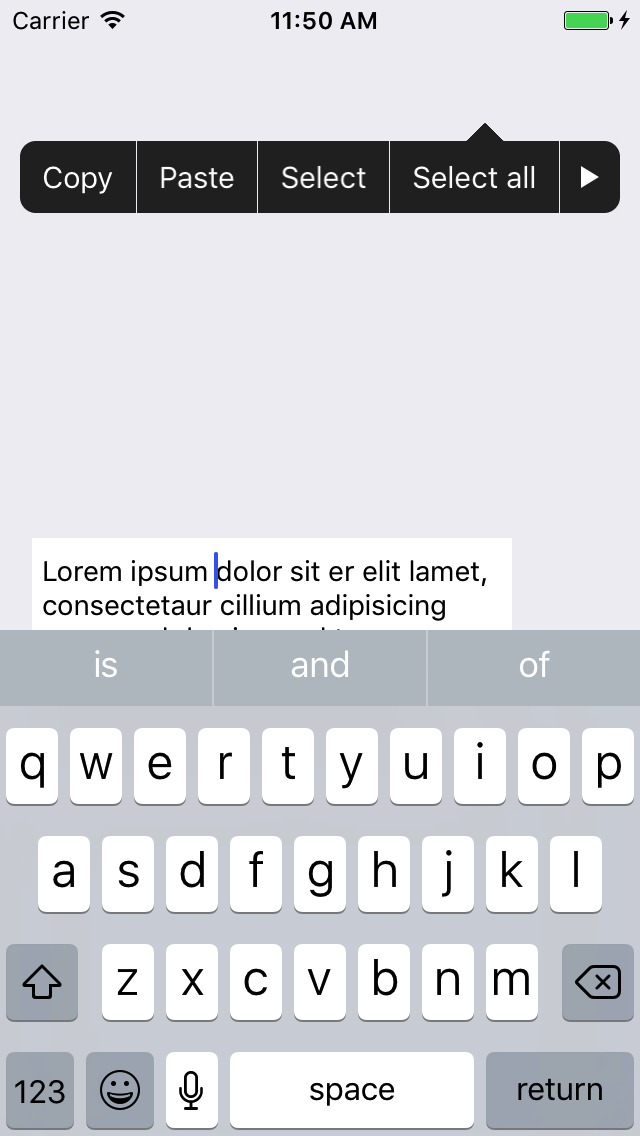 Carrier 11:50 AM
Copy Paste Select Select all
Lorem ipsum dolor sit er elit lamet,
consectetaur cillium adipisicing
is and of
q w e r t y u i o p
a s d f g h j k l
z x c v b n m
123 space return